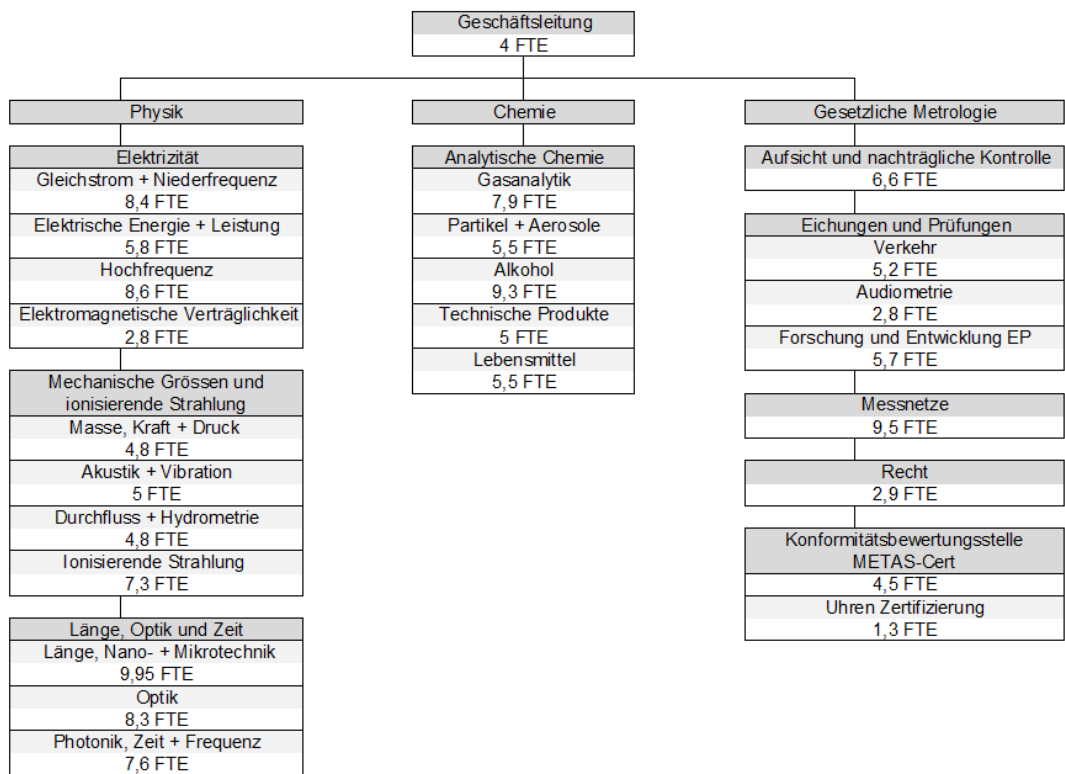 Geschäftsleitung
4 FTE
Physik
Elektrizität
Gleichstrom + Niederfrequenz
8,4 FTE
Elektrische Energie + Leistung
5,8 FTE
Hochfrequenz
8,6 FTE
Elektromagnetische Verträglichkeit
2,8 FTE
Mechanische Grössen und
ionisierende Strahlung
Masse, Kraft + Druck
4,8 FTE
Akustik + Vibration
5 FTE
Durchfluss + Hydrometrie
4,8 FTE
Ionisierende Strahlung
7,3 FTE
Länge, Optik und Zeit
Länge, Nano- + Mikrotechnik
9,95 FTE
Optik
8,3 FTE
Photonik, Zeit + Frequenz
7,6 FTE
Chemie
Analytische Chemie
Gasanalytik
7,9 FTE
Partikel + Aerosole
5,5 FTE
Alkohol
9,3 FTE
Technische Produkte
5 FTE
Lebensmittel
5,5 FTE
Gesetzliche Metrologie
Aufsicht und nachträgliche Kontrolle
6,6 FTE
Eichungen und Prüfungen
Verkehr
5,2 FTE
Audiometrie
2,8 FTE
Forschung und Entwicklung EP
5,7 FTE
Messnetze
9,5 FTE
Recht
2,9 FTE
Konformitätsbewertungsstelle
METAS-Cert
4,5 FTE
Uhren Zertifizierung
1,3 FTE